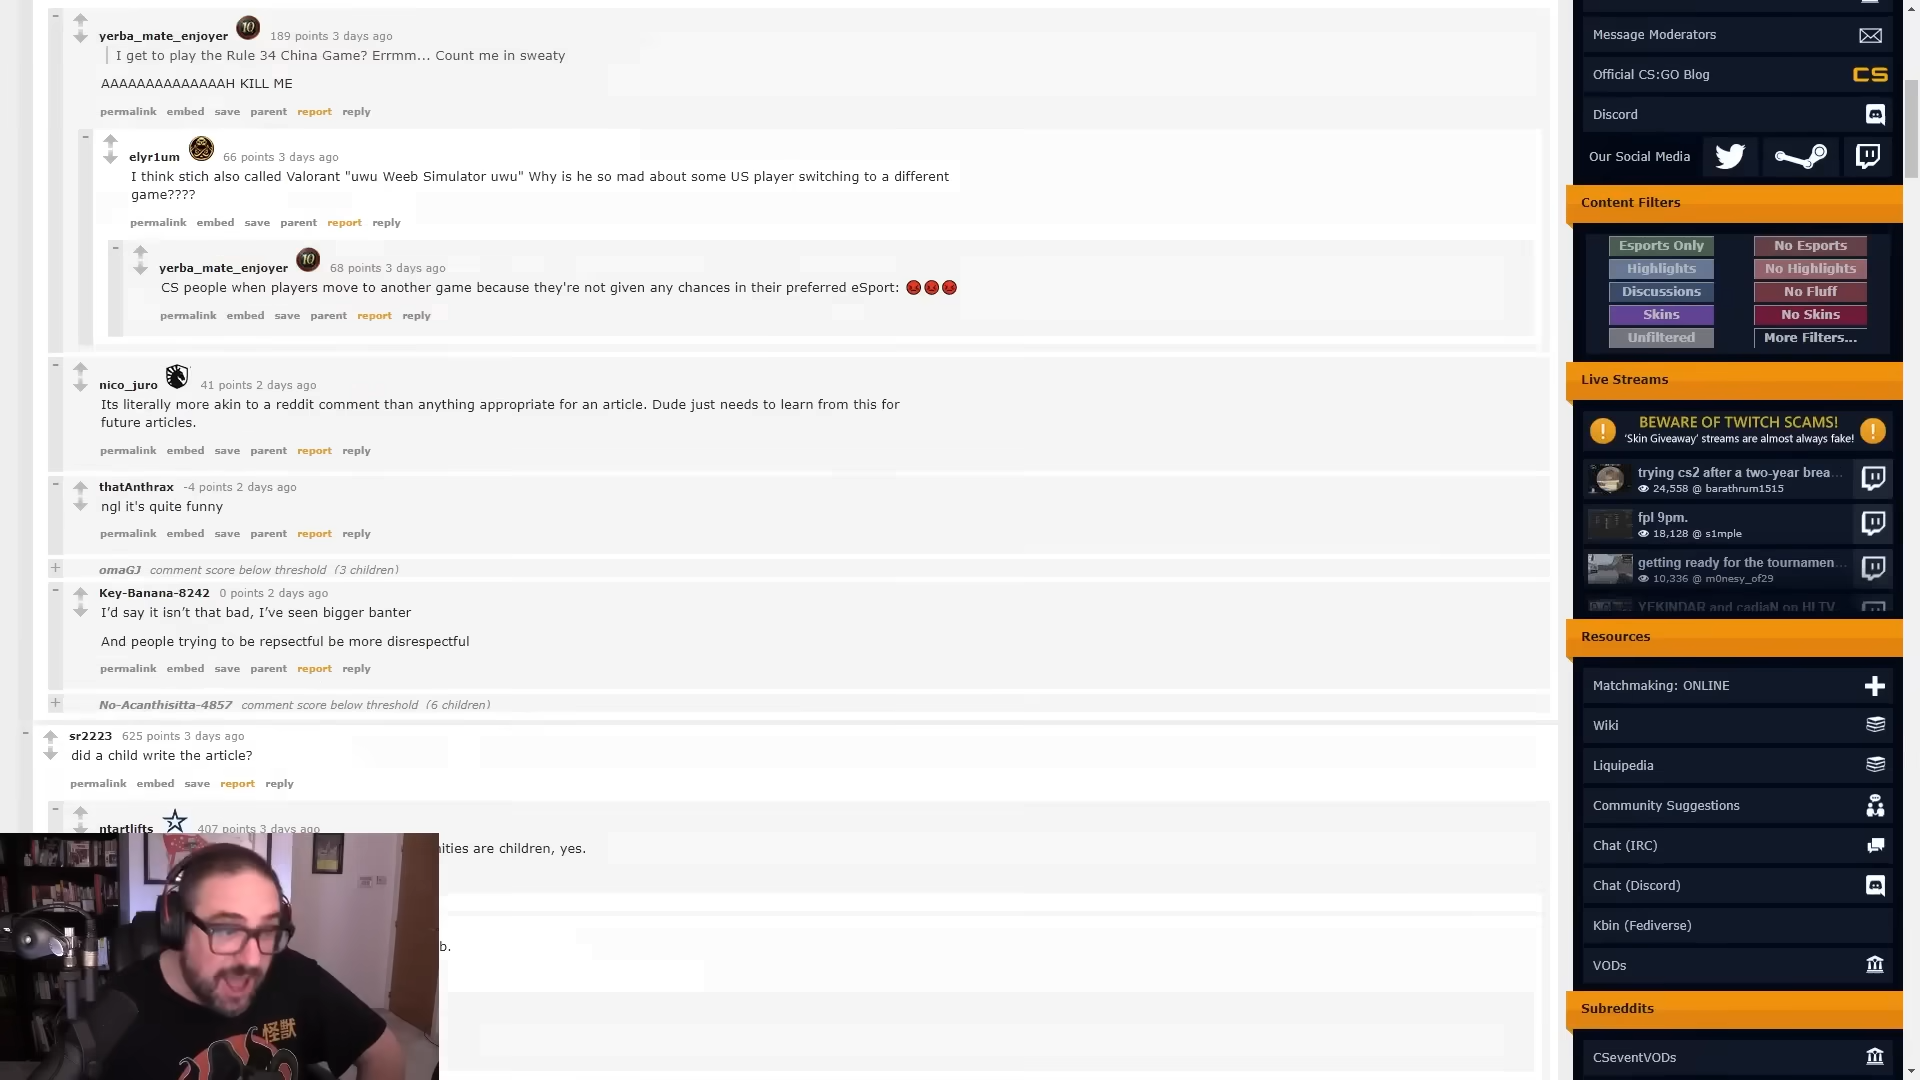 yerba_mate_enjoyer 189 points 3 days ago
I get to play the Rule 34 China Game? Errmm... Count me in sweaty
AAAAAAAAAAAAAAH KILL ME
permalink embed save parent report reply
elyr1um 66 points 3 days ago
I think stich also called Valorant "uwu Weeb Simulator uwu" Why is he so mad about some US player switching to a different
game????
permalink embed save parent report reply
yerba_mate_enjoyer 68 points 3 days ago
CS people when players move to another game because they're not given any chances in their preferred eSport:
permalink embed save parent report reply
nico_juro 41 points 2 days ago
Its literally more akin to a reddit comment than anything appropriate for an article. Dude just needs to learn from this for
future articles.
permalink embed save parent report reply
thatAnthrax -4 points 2 days ago
ngl it's quite funny
permalink embed save parent report reply
omaGJ comment score below threshold (3 children)
Key-Banana-8242 0 points 2 days ago
I’d say it isn’t that bad, I’ve seen bigger banter
And people trying to be repsectful be more disrespectful
permalink embed save parent report reply
No-Acanthisitta-4857 comment score below threshold (6 children)
sr2223 625 points 3 days ago
did a child write the article?
permalink embed save report reply
ntartlifts 407 points 3 days ago
are children, yes.
b.
怪獣
Message Moderators
Official CS:GO Blog CS
Discord
Our Social Media
Content Filters
Esports Only No Esports
Highlights No Highlights
Discussions No Fluff
Skins No Skins
Unfiltered More Filters...
Live Streams
BEWARE OF TWITCH SCAMS!
'Skin Giveaway' streams are almost always fake!
trying cs2 after a two-year brea...
24,558 @ barathrum1515
fpl 9pm.
18,128 @ s1mple
getting ready for the tournamen...
10,336 @ m0nesy_of29
YEKINDAR and cadiaN on HLTV
Resources
Matchmaking: ONLINE
Wiki
Liquipedia
Community Suggestions
Chat (IRC)
Chat (Discord)
Kbin (Fediverse)
VODs
Subreddits
CSeventVODs